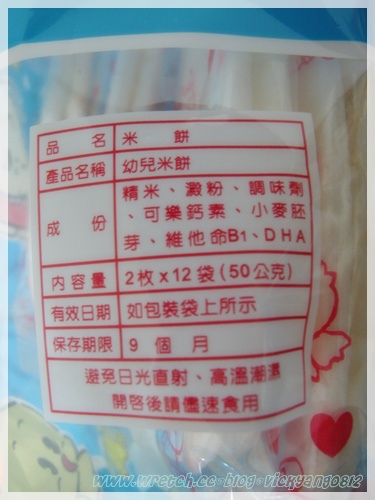 品 名 米 餅
產品名稱 幼兒米餅
成 份 精米、澱粉、調味劑
、可樂鈣素、小麥胚
芽、維他命B1、DHA
內容量 2枚x12袋(50公克)
有效日期 如包裝袋上所示
保存期限 9 個 月
避免日光直射、高溫潮濕
開啓後請儘速食用
www.wretch.cc/blog/vickyang0812